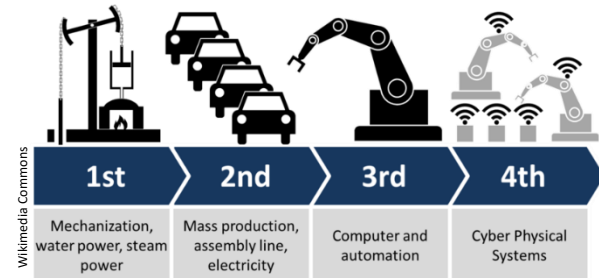 Wikimedia Commons
1st
2nd
3rd
4th
Mechanization,
water power, steam
power
Mass production,
assembly line,
electricity
Computer and
automation
Cyber Physical
Systems